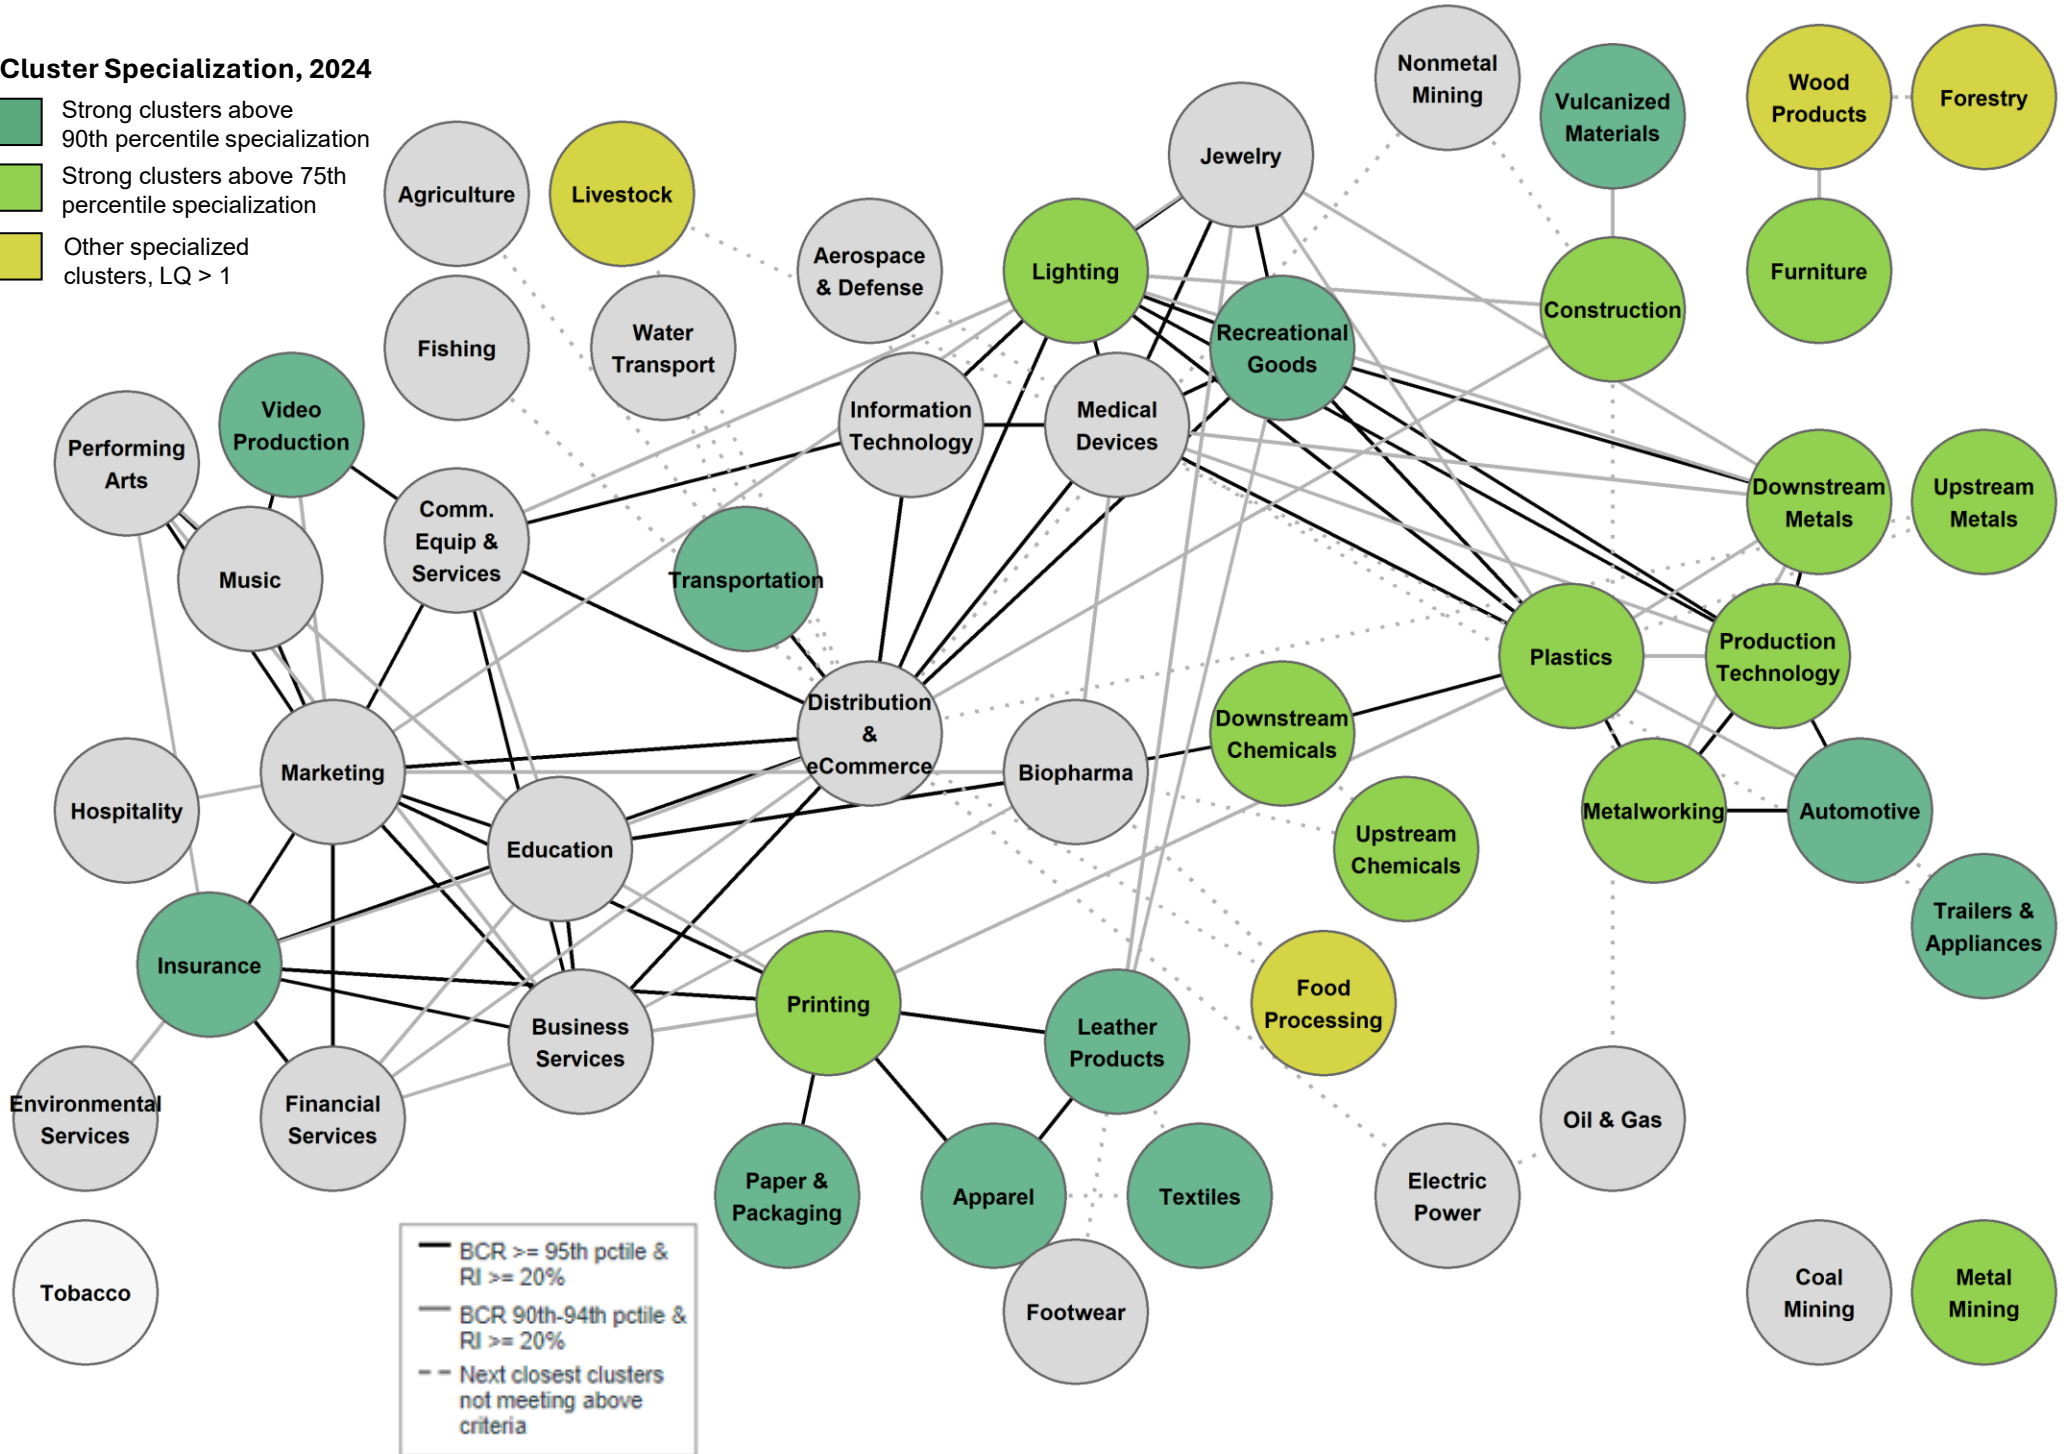 Cluster Specialization, 2024
Strong clusters above
90th percentile specialization
Strong clusters above 75th
percentile specialization
Other specialized
clusters, LQ > 1
Nonmetal
Mining
Vulcanized
Materials
Wood
Products
Forestry
Jewelry
Agriculture
Livestock
Aerospace
& Defense
Lighting
Construction
Furniture
Fishing
Water
Transport
Recreational
Goods
Performing
Arts
Video
Production
Information
Technology
Medical
Devices
Comm.
Equip &
Services
Downstream
Metals
Upstream
Metals
Music
Transportation
Plastics
Production
Technology
Distribution
&
eCommerce
Downstream
Chemicals
Marketing
Biopharma
Hospitality
Education
Upstream
Chemicals
Metalworking
Automotive
Trailers &
Appliances
Insurance
Business
Services
Printing
Leather
Products
Food
Processing
Environmental
Services
Financial
Services
Oil & Gas
Paper &
Packaging
Apparel
Textiles
Electric
Power
Tobacco
Footwear
Coal
Mining
Metal
Mining
BCR >= 95th pctile &
RI >= 20%
BCR 90th-94th pctile &
RI >= 20%
Next closest clusters
not meeting above
criteria